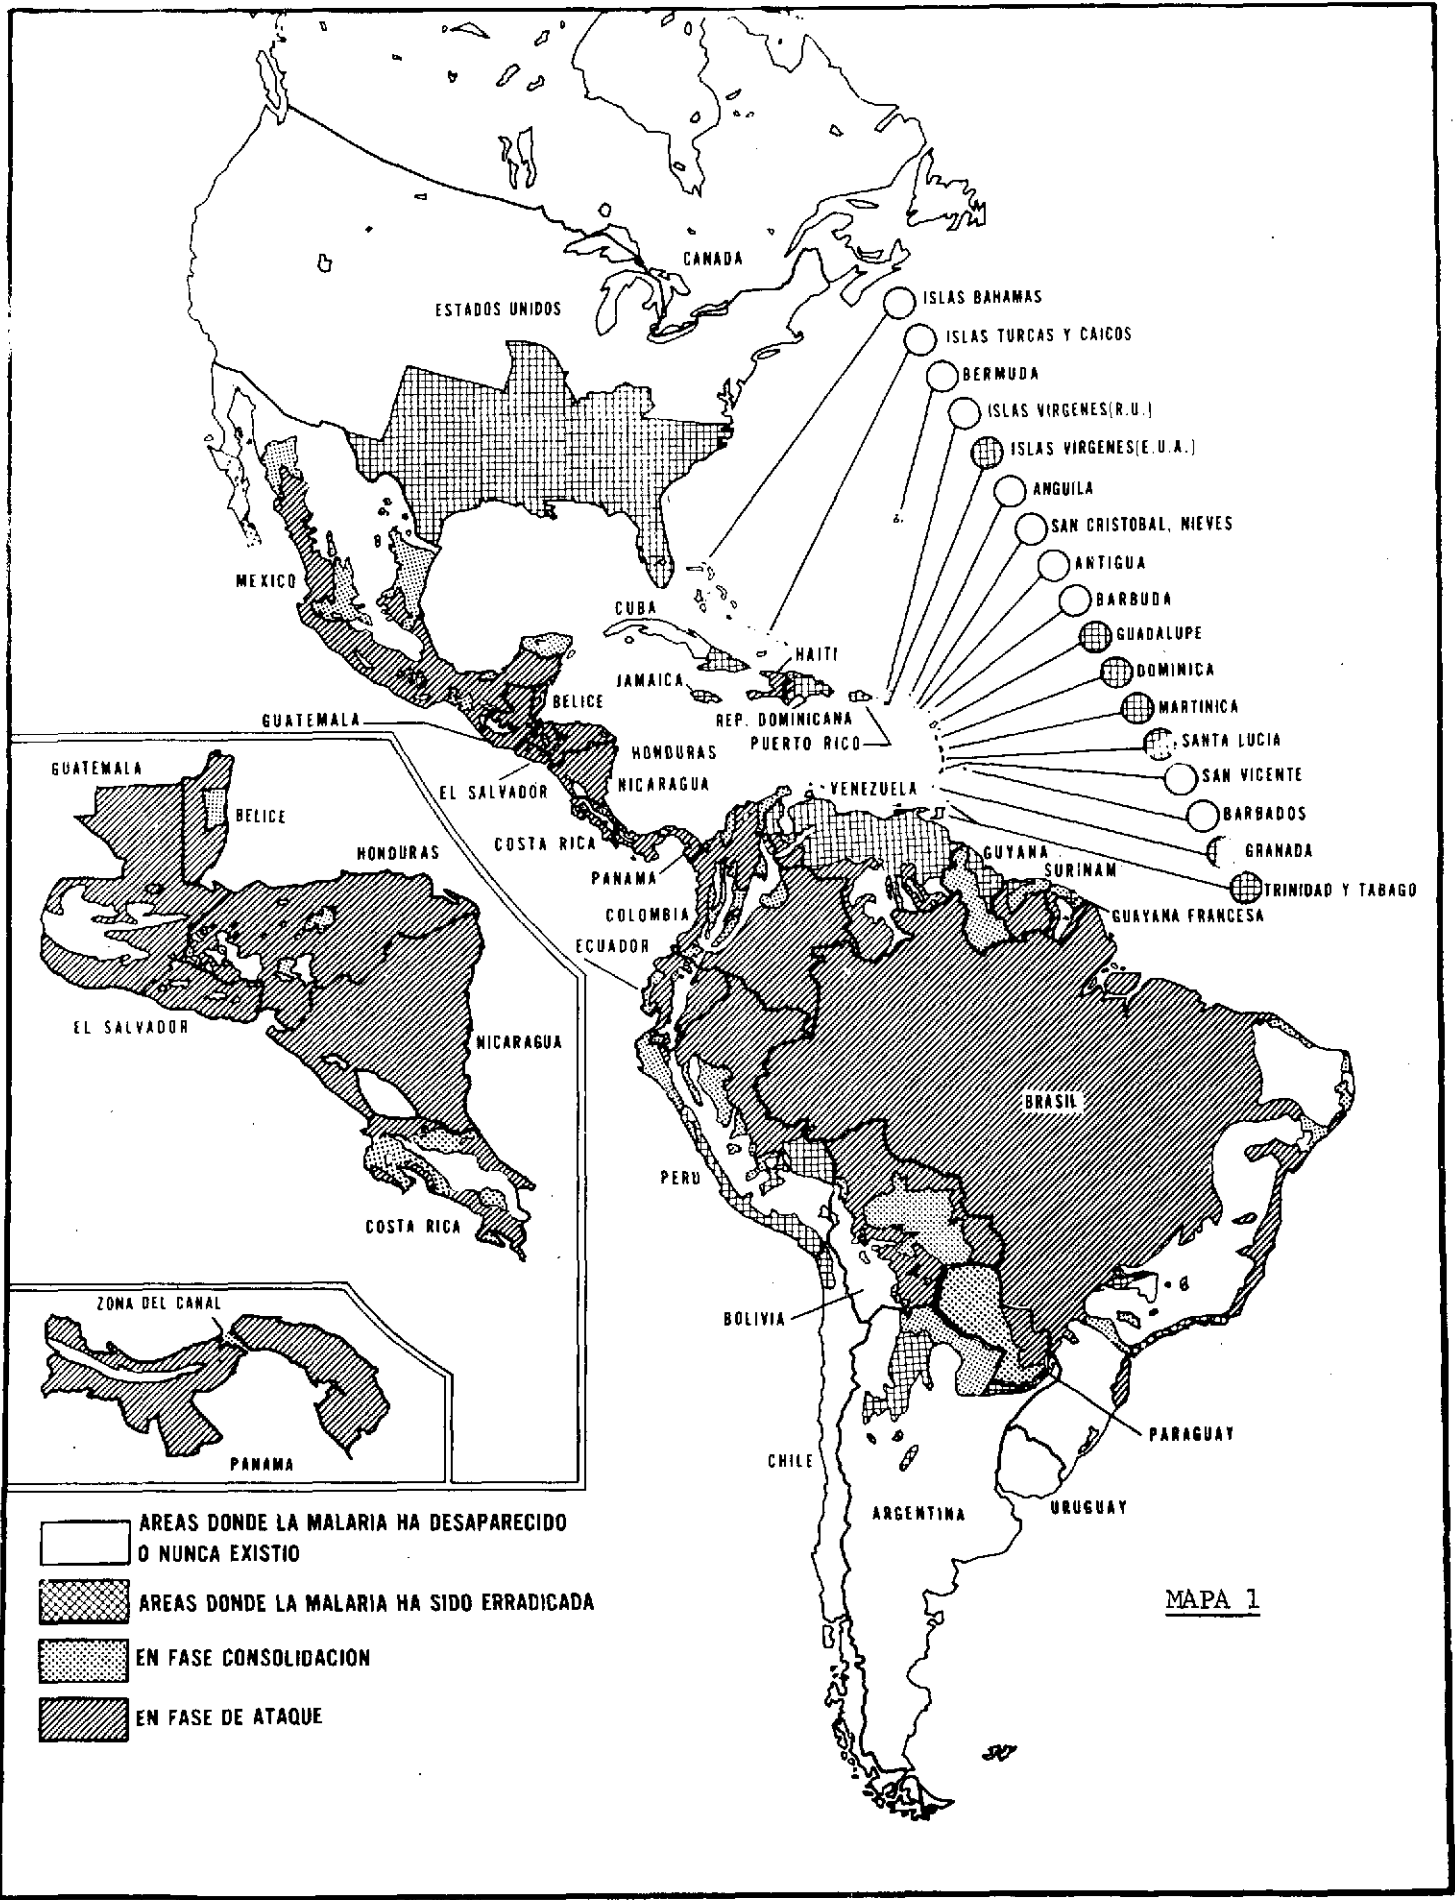 CANADA
ESTADOS UNIDOS
ISLAS BAHAMAS
ISLAS TURCAS Y CAICOS
BERMUDA
ISLAS VIRGENES(R.U.)
ISLAS VIRGENES(E.U.A.)
ANGUILA
SAN CRISTOBAL, NIEVES
ANTIGUA
BARBUDA
GUADALUPE
DOMINICA
MARTINICA
SANTA LUCIA
SAN VICENTE
BARBADOS
GRANADA
TRINIDAD Y TABAGO
MEXICO
CUBA
HAITI
JAMAICA
BELICE
REP. DOMINICANA
GUATEMALA
PUERTO RICO
HONDURAS
NICARAGUA
EL SALVADOR
VENEZUELA
COSTA RICA
GUYANA
SURINAM
PANAMA
COLOMBIA
GUAYANA FRANCESA
ECUADOR
BRASIL
PERU
BOLIVIA
PARAGUAY
CHILE
ARGENTINA
URUGUAY
GUATEMALA
BELICE
HONDURAS
EL SALVADOR
NICARAGUA
COSTA RICA
ZONA DEL CANAL
PANAMA
AREAS DONDE LA MALARIA HA DESAPARECIDO
O NUNCA EXISTIO
AREAS DONDE LA MALARIA HA SIDO ERRADICADA
EN FASE CONSOLIDACION
EN FASE DE ATAQUE
MAPA 1